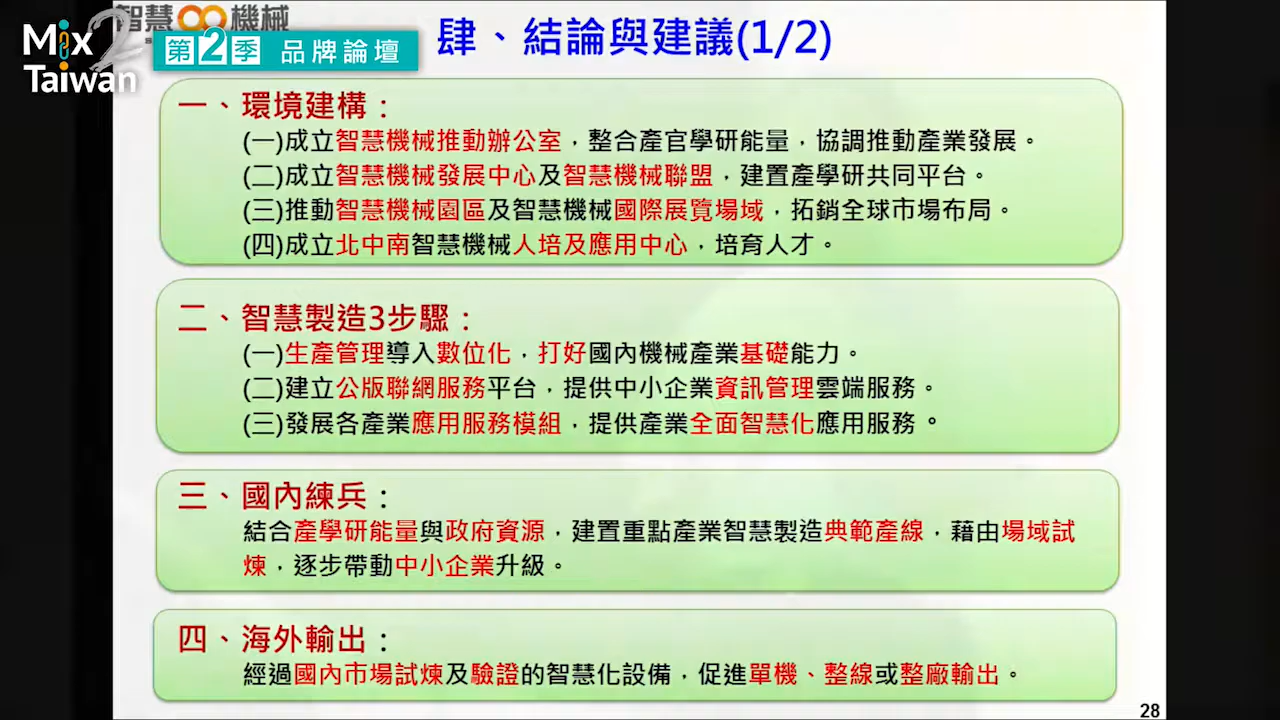 智慧機械
Mix 2
Taiwan
第2季 品牌論壇
肆、結論與建議(1/2)
一、環境建構：
(一)成立智慧機械推動辦公室，整合產官學研能量，協調推動產業發展。
(二)成立智慧機械發展中心及智慧機械聯盟，建置產學研共同平台。
(三)推動智慧機械園區及智慧機械國際展覽場域，拓銷全球市場布局。
(四)成立北中南智慧機械人培及應用中心，培育人才。
二、智慧製造3步驟：
(一)生產管理導入數位化，打好國內機械產業基礎能力。
(二)建立公版聯網服務平台，提供中小企業資訊管理雲端服務。
(三)發展各產業應用服務模組，提供產業全面智慧化應用服務。
三、國內練兵：
結合產學研能量與政府資源，建置重點產業智慧製造典範產線，藉由場域試
煉，逐步帶動中小企業升級。
四、海外輸出：
經過國內市場試煉及驗證的智慧化設備，促進單機、整線或整廠輸出。
28